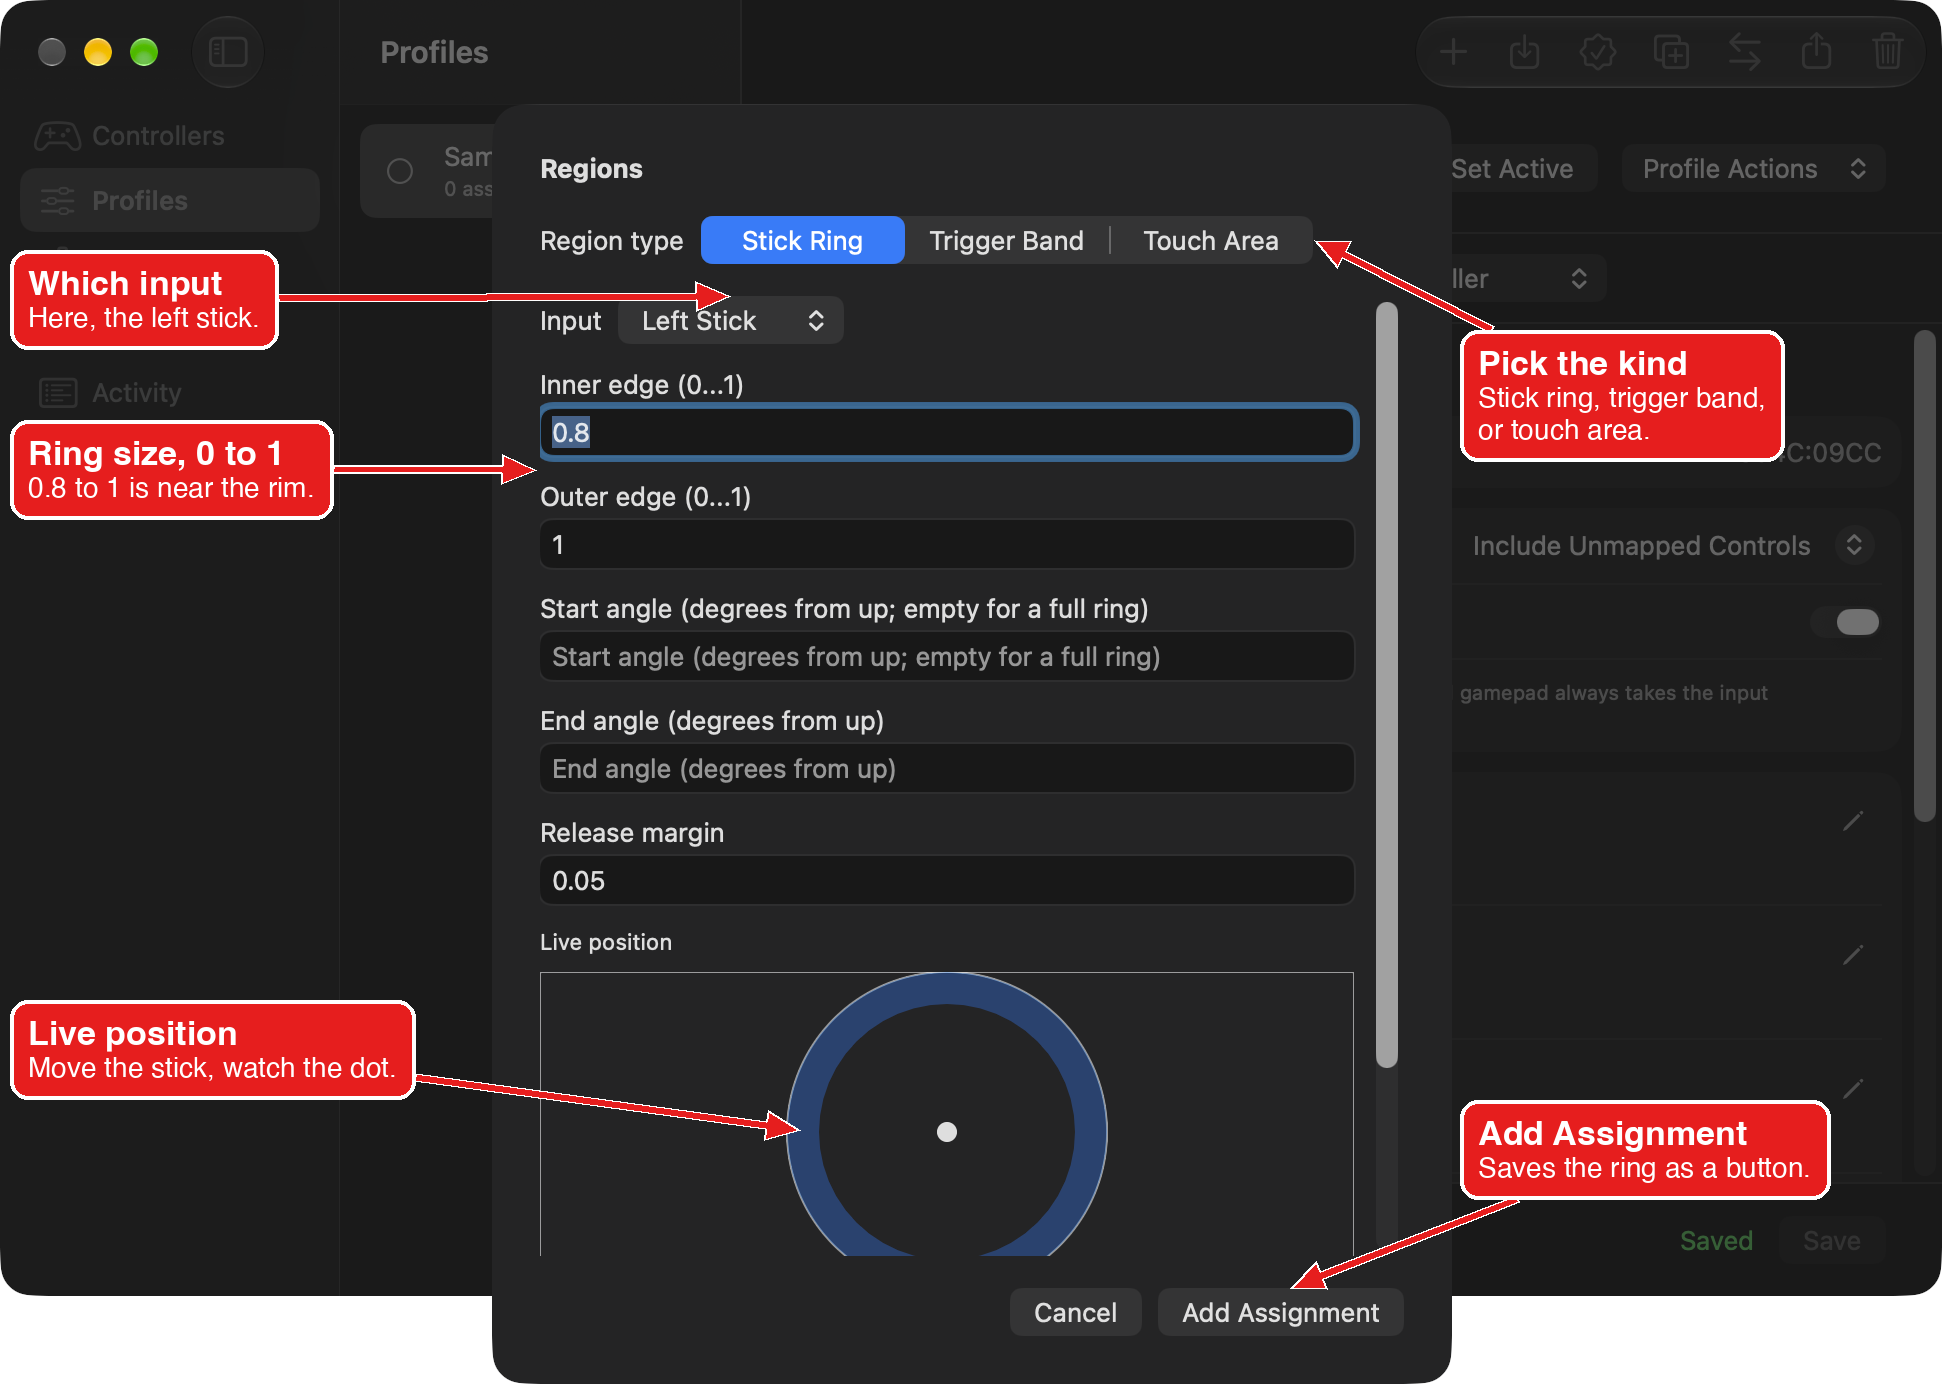 Profiles
Controllers
Profiles
Activity
Sam
0 ass
Set Active
Profile Actions
ller
C:09CC
Include Unmapped Controls
gamepad always takes the input
Saved
Save
Regions
Region type
Stick Ring
Trigger Band
Touch Area
Input
Left Stick
Inner edge (0...1)
0.8
Outer edge (0...1)
1
Start angle (degrees from up; empty for a full ring)
Start angle (degrees from up; empty for a full ring)
End angle (degrees from up)
End angle (degrees from up)
Release margin
0.05
Live position
Cancel
Add Assignment
Which input
Here, the left stick.
Ring size, 0 to 1
0.8 to 1 is near the rim.
Live position
Move the stick, watch the dot.
Pick the kind
Stick ring, trigger band,
or touch area.
Add Assignment
Saves the ring as a button.